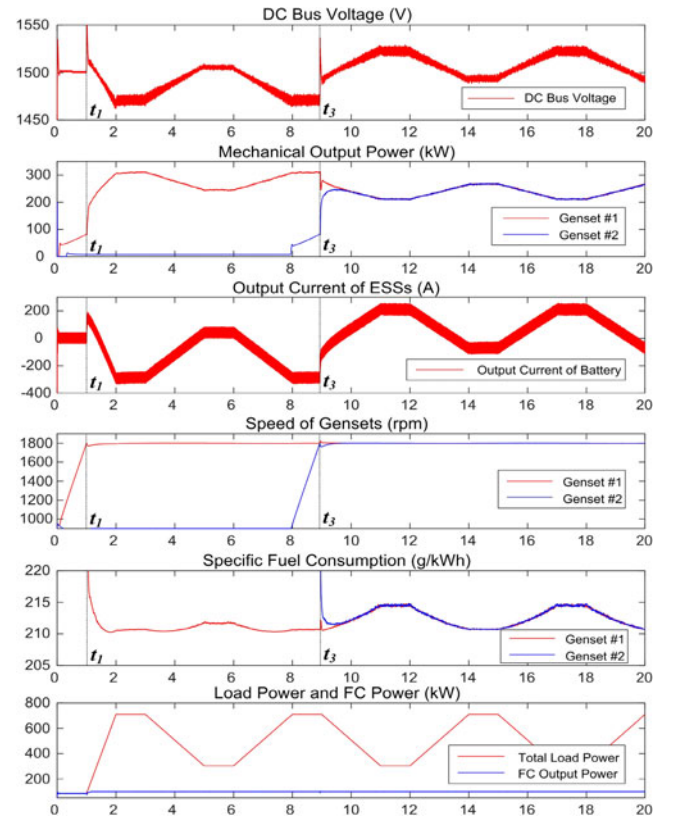 DC Bus Voltage (V)
1550
1500
1450
t1
t3
DC Bus Voltage
0 2 4 6 8 10 12 14 16 18 20
Mechanical Output Power (kW)
300
200
100
0
t1
t3
Genset #1
Genset #2
0 2 4 6 8 10 12 14 16 18 20
Output Current of ESSs (A)
200
0
-200
-400
t1
t3
Output Current of Battery
0 2 4 6 8 10 12 14 16 18 20
Speed of Gensets (rpm)
1800
1600
1400
1200
1000
t1
t3
Genset #1
Genset #2
0 2 4 6 8 10 12 14 16 18 20
Specific Fuel Consumption (g/kWh)
220
215
210
205
t1
t3
Genset #1
Genset #2
0 2 4 6 8 10 12 14 16 18 20
Load Power and FC Power (kW)
800
600
400
200
Total Load Power
FC Output Power
0 2 4 6 8 10 12 14 16 18 20